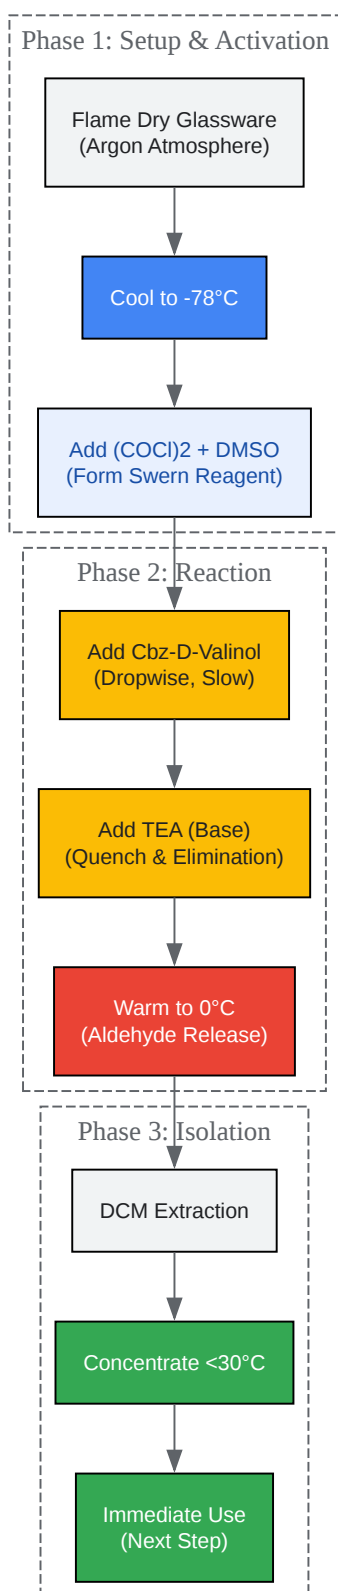 Phase 1: Setup & Activation
Flame Dry Glassware
(Argon Atmosphere)
Cool to -78°C
Add (COCl)2 + DMSO
(Form Swern Reagent)
Phase 2: Reaction
Add Cbz-D-Valinol
(Dropwise, Slow)
Add TEA (Base)
(Quench & Elimination)
Warm to 0°C
(Aldehyde Release)
Phase 3: Isolation
DCM Extraction
Concentrate <30°C
Immediate Use
(Next Step)